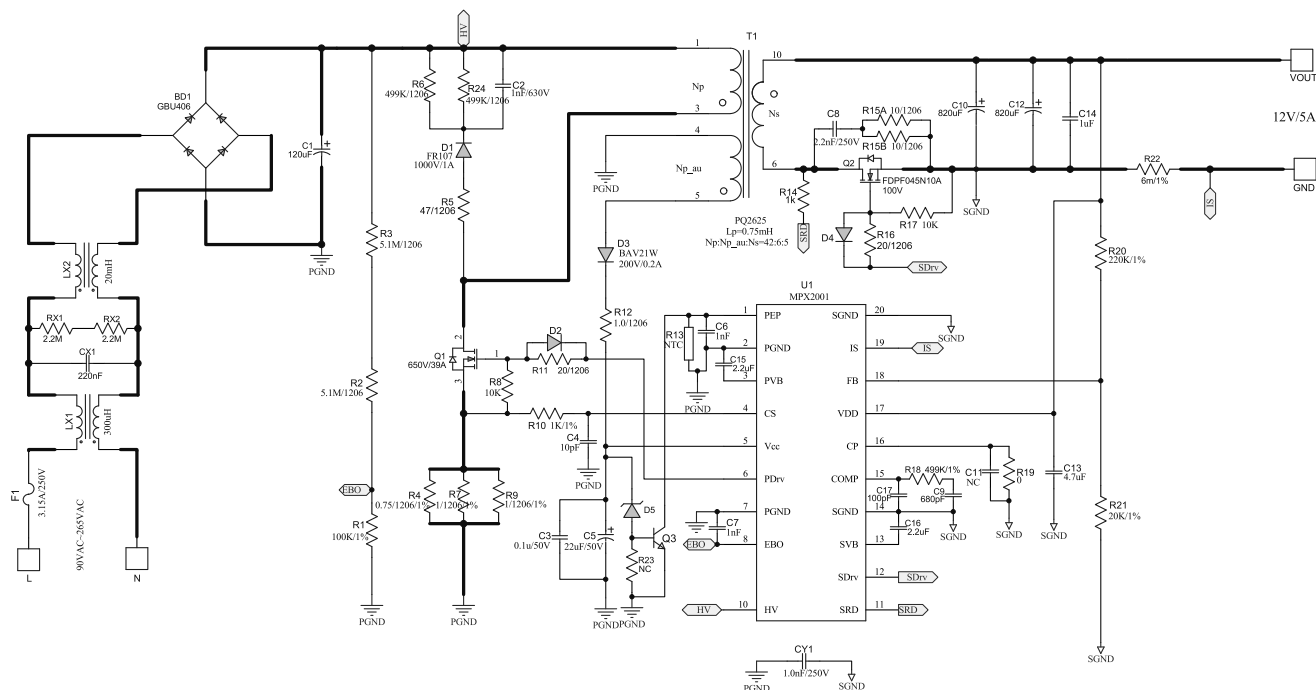 HV
T1
BD1
GBU406
C1
120uF
PGND
R6
499K/1206
R24
499K/1206
C2
1nF/630V
D1
FR107
1000V/1A
R5
47/1206
R3
5.1M/1206
R2
5.1M/1206
EBO
R1
100K/1%
PGND
LX2
20mH
RX1
2.2M
RX2
2.2M
CX1
220nF
LX1
300uH
F1
3.15A/250V
90VAC~265VAC
L
N
1
Np
3
4
Np_au
5
10
Ns
6
PGND
PQ2625
Lp=0.75mH
Np:Np_au:Ns=42:6:5
D3
BAV21W
200V/0.2A
R12
1.0/1206
Q1
650V/39A
2
1
3
D2
R11
20/1206
R8
10K
R10
1K/1%
C4
10pF
PGND
R4
0.75/1206/1%
R7
1/1206/1%
R9
1/1206/1%
PGND
C3
0.1u/50V
C5
22uF/50V
PGND
D5
R23
NC
PGND
Q3
R13
NTC
C6
1nF
C15
2.2uF
PGND
C7
1nF
EBO
HV
C8
2.2nF/250V
R15A
10/1206
R15B
10/1206
Q2
FDPF045N10A
100V
R14
1k
SRD
D4
R16
20/1206
R17
10K
SDrv
C10
820uF
C12
820uF
C14
1uF
SGND
VOUT
12V/5A
R22
6m/1%
GND
IS
R20
220K/1%
R21
20K/1%
SGND
U1
MPX2001
1
PEP
2
PGND
3
PVB
4
CS
5
Vcc
6
PDrv
7
PGND
8
EBO
10
HV
SGND
20
IS
19
FB
18
VDD
17
CP
16
COMP
15
SGND
14
SVB
13
SDrv
12
SRD
11
SGND
IS
SDrv
SRD
R18
499K/1%
C17
100pF
C9
680pF
SGND
C16
2.2uF
C11
NC
R19
0
SGND
C13
4.7uF
SGND
CY1
1.0nF/250V
PGND
SGND